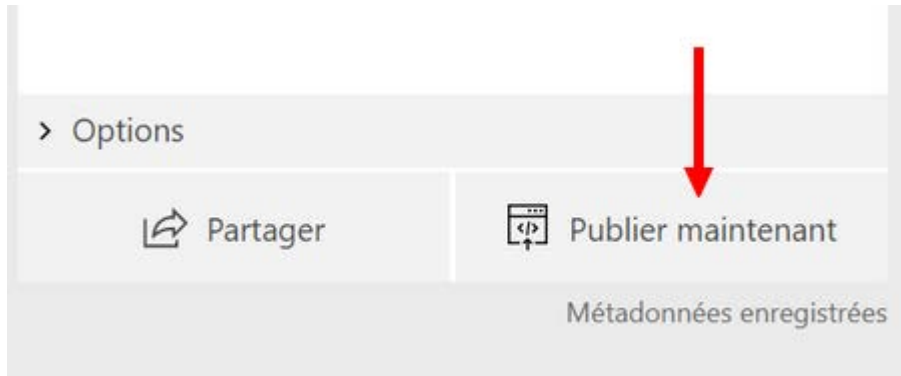 Options
Partager
Publier maintenant
Métadonnées enregistrées